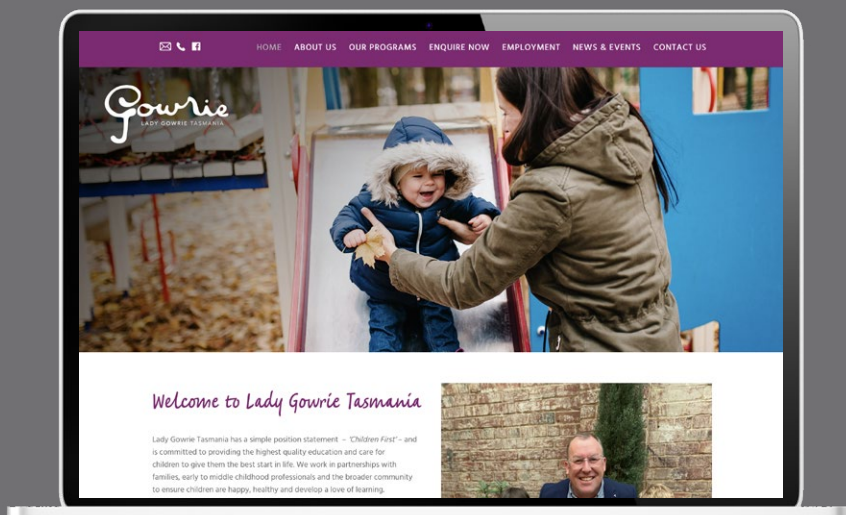 HOME ABOUT US OUR PROGRAMS ENQUIRE NOW EMPLOYMENT NEWS & EVENTS CONTACT US
Gowrie
LADY GOWRIE TASMANIA
Welcome to Lady Gowrie Tasmania
Lady Gowrie Tasmania has a simple position statement – 'Children First' – and
is committed to providing the highest quality education and care for
children to give them the best start in life. We work in partnerships with
families, early to middle childhood professionals and the broader community
to ensure children are happy, healthy and develop a love of learning.